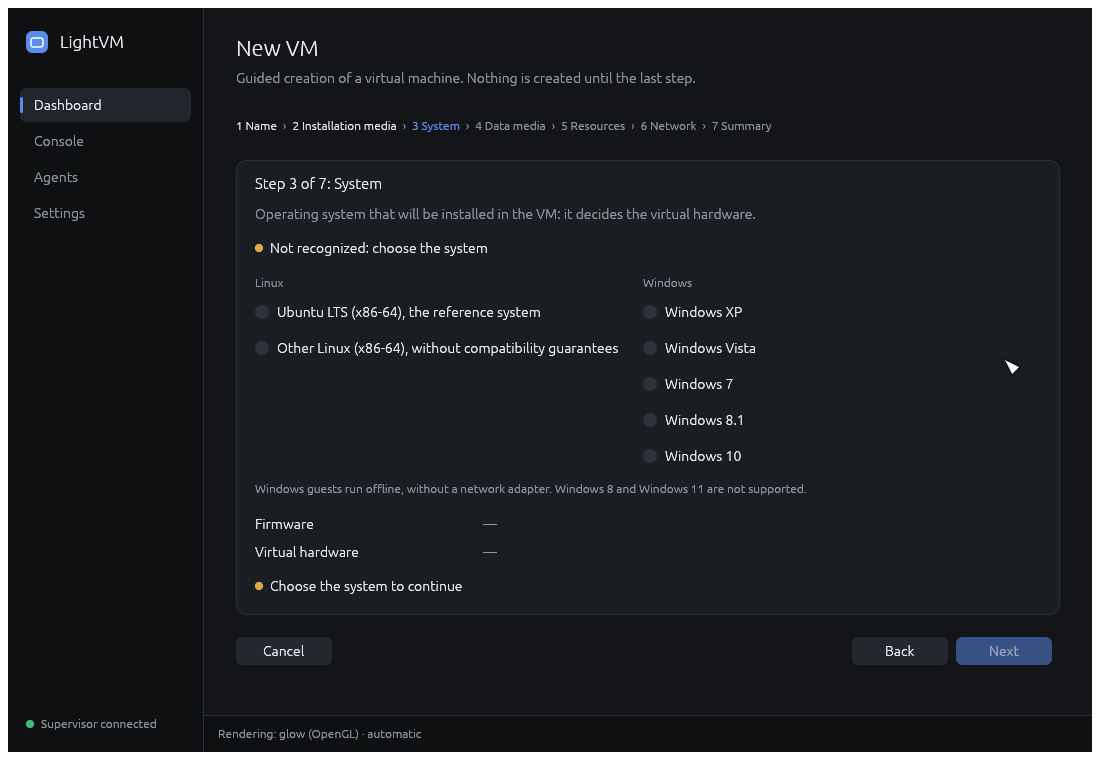 LightVM
Dashboard
Console
Agents
Settings
Supervisor connected
New VM
Guided creation of a virtual machine. Nothing is created until the last step.
1 Name › 2 Installation media › 3 System › 4 Data media › 5 Resources › 6 Network › 7 Summary
Step 3 of 7: System
Operating system that will be installed in the VM: it decides the virtual hardware.
Not recognized: choose the system
Linux
Ubuntu LTS (x86-64), the reference system
Other Linux (x86-64), without compatibility guarantees
Windows
Windows XP
Windows Vista
Windows 7
Windows 8.1
Windows 10
Windows guests run offline, without a network adapter. Windows 8 and Windows 11 are not supported.
Firmware —
Virtual hardware —
Choose the system to continue
Cancel
Back
Next
Rendering: glow (OpenGL) · automatic